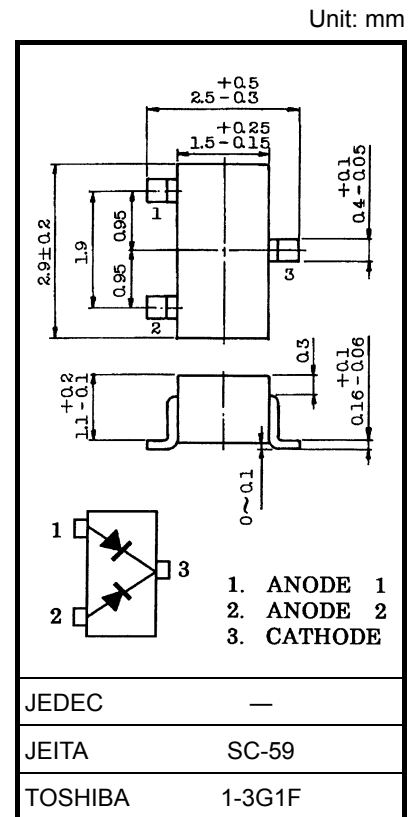 Unit: mm
+0.5
2.5 - 0.3
+0.25
1.5 - 0.15
+0.1
0.4 - 0.05
1
2.9±0.2
1.9
0.95
0.95
3
2
+0.2
1.1 - 0.1
0.3
+0.1
0.16 - 0.06
0~0.1
1
3
2
1. ANODE 1
2. ANODE 2
3. CATHODE
JEDEC —
JEITA SC-59
TOSHIBA 1-3G1F